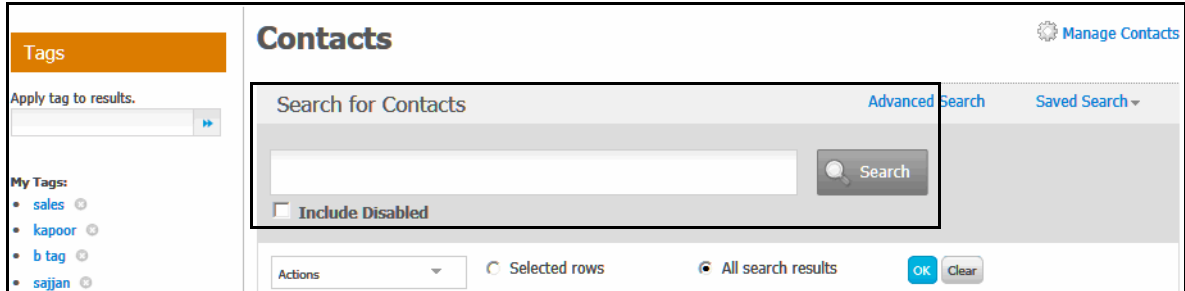 Tags
Apply tag to results.
My Tags:
sales
kapoor
b tag
sajjan
Contacts
Manage Contacts
Search for Contacts
Advanced Search
Saved Search
Search
Include Disabled
Actions
Selected rows
All search results
OK
Clear